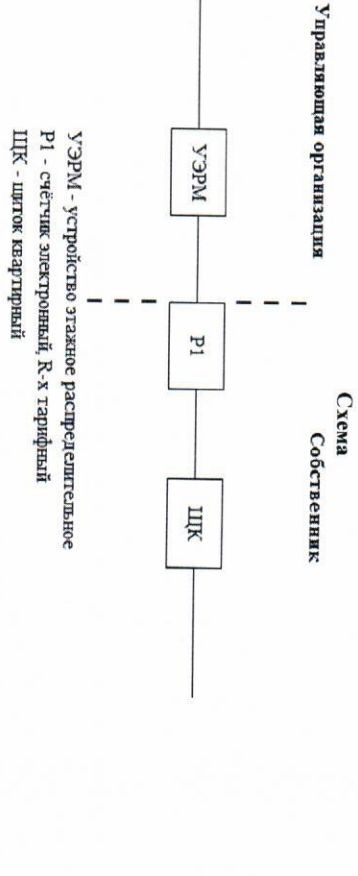 Схема
Управляющая организация
Собственник
УЭРМ
Р1
ЩК
УЭРМ - устройство этажное распределительное
Р1 - счётчик электронный, R-х тарифный
ЩК - щиток квартирный